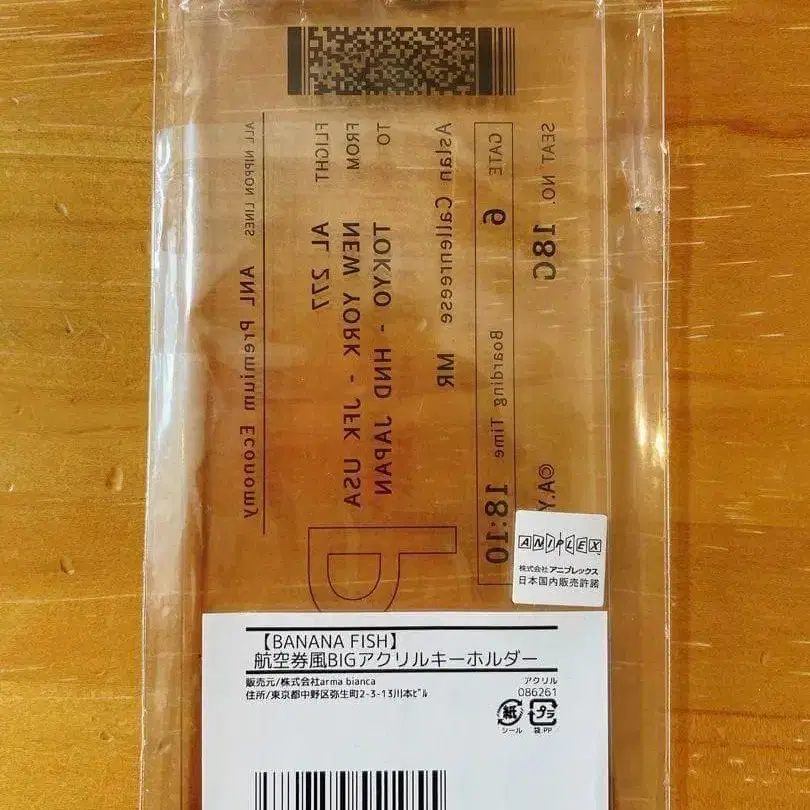 SEAT NO. 18G
GATE Boarding Time 18:10
Aslan Callenreese MR
TO TOKYO - HND JAPAN
FROM NEW YORK - JFK USA
FLIGHT AL 772
ALL NIPPON LINES ANL Premium Economy
©A.Y
ANIPLEX
株式会社アニプレックス
日本国内販売許諾
【BANANA FISH】
航空券風BIGアクリルキーホルダー
販売元/株式会社arma bianca
住所/東京都中野区弥生町2-3-13川本ﾋﾞﾙ
アクリル
086261
紙 プラ
シール 袋:PP